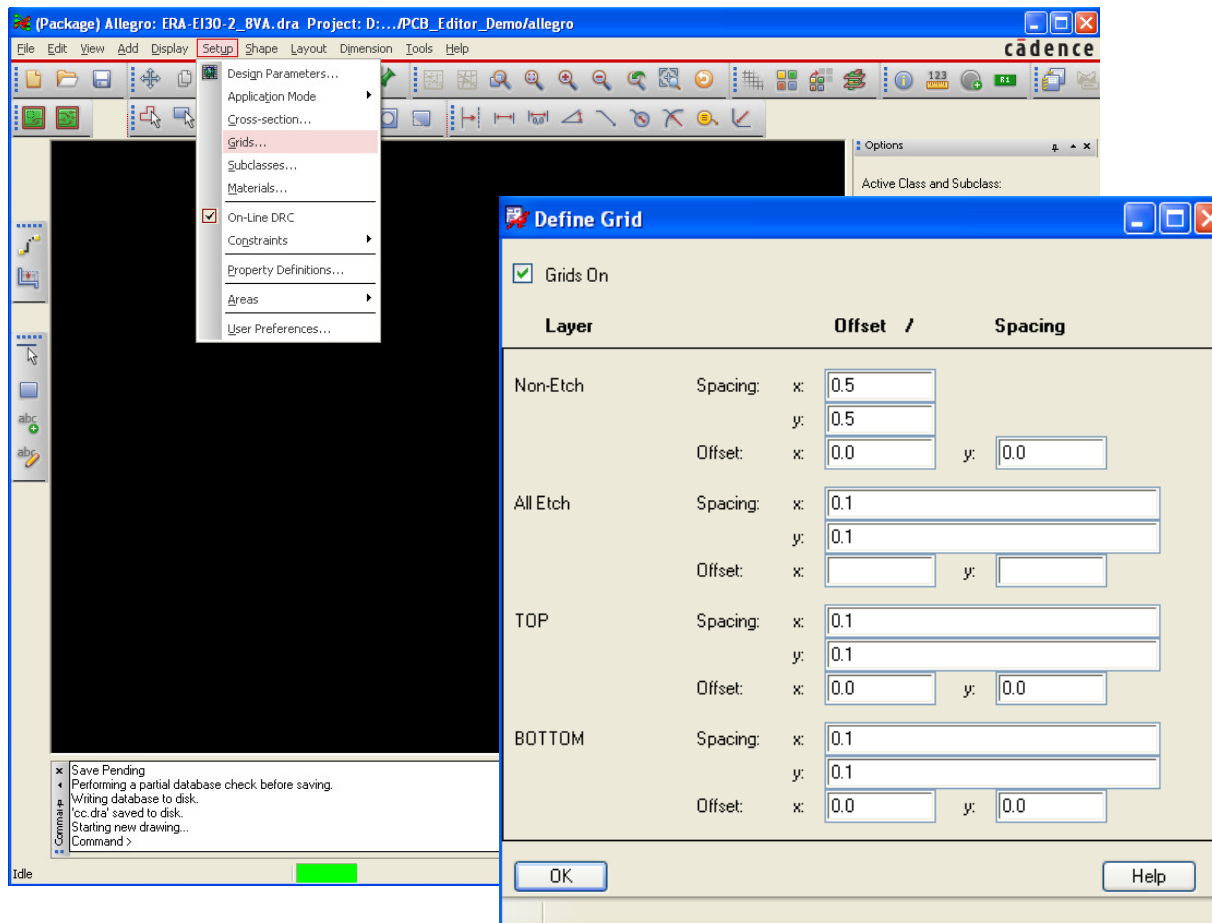 (Package) Allegro: ERA-EI30-2_8VA.dra Project: D:.../PCB_Editor_Demo/allegro
File Edit View Add Display Setup Shape Layout Dimension Tools Help
cādence
Design Parameters...
Application Mode
Cross-section...
Grids...
Subclasses...
Materials...
On-Line DRC
Constraints
Property Definitions...
Areas
User Preferences...
123
R1
abc
abc
Options
Active Class and Subclass:
Define Grid
Grids On
Layer Offset / Spacing
Non-Etch Spacing: x: 0.5
y: 0.5
Offset: x: 0.0 y: 0.0
All Etch Spacing: x: 0.1
y: 0.1
Offset: x: y:
TOP Spacing: x: 0.1
y: 0.1
Offset: x: 0.0 y: 0.0
BOTTOM Spacing: x: 0.1
y: 0.1
Offset: x: 0.0 y: 0.0
OK Help
Save Pending
Performing a partial database check before saving.
Writing database to disk.
'cc.dra' saved to disk.
Starting new drawing...
Command >
Idle